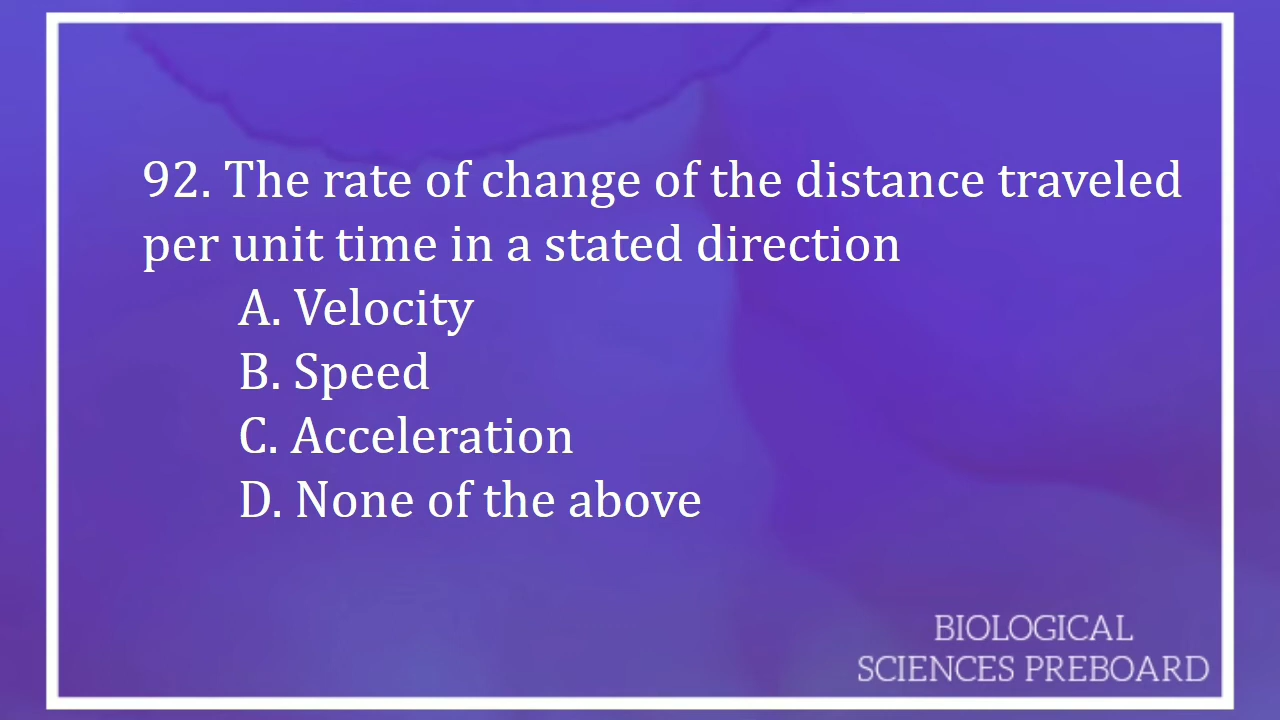 92. The rate of change of the distance traveled
per unit time in a stated direction
A. Velocity
B. Speed
C. Acceleration
D. None of the above
BIOLOGICAL
SCIENCES PREBOARD